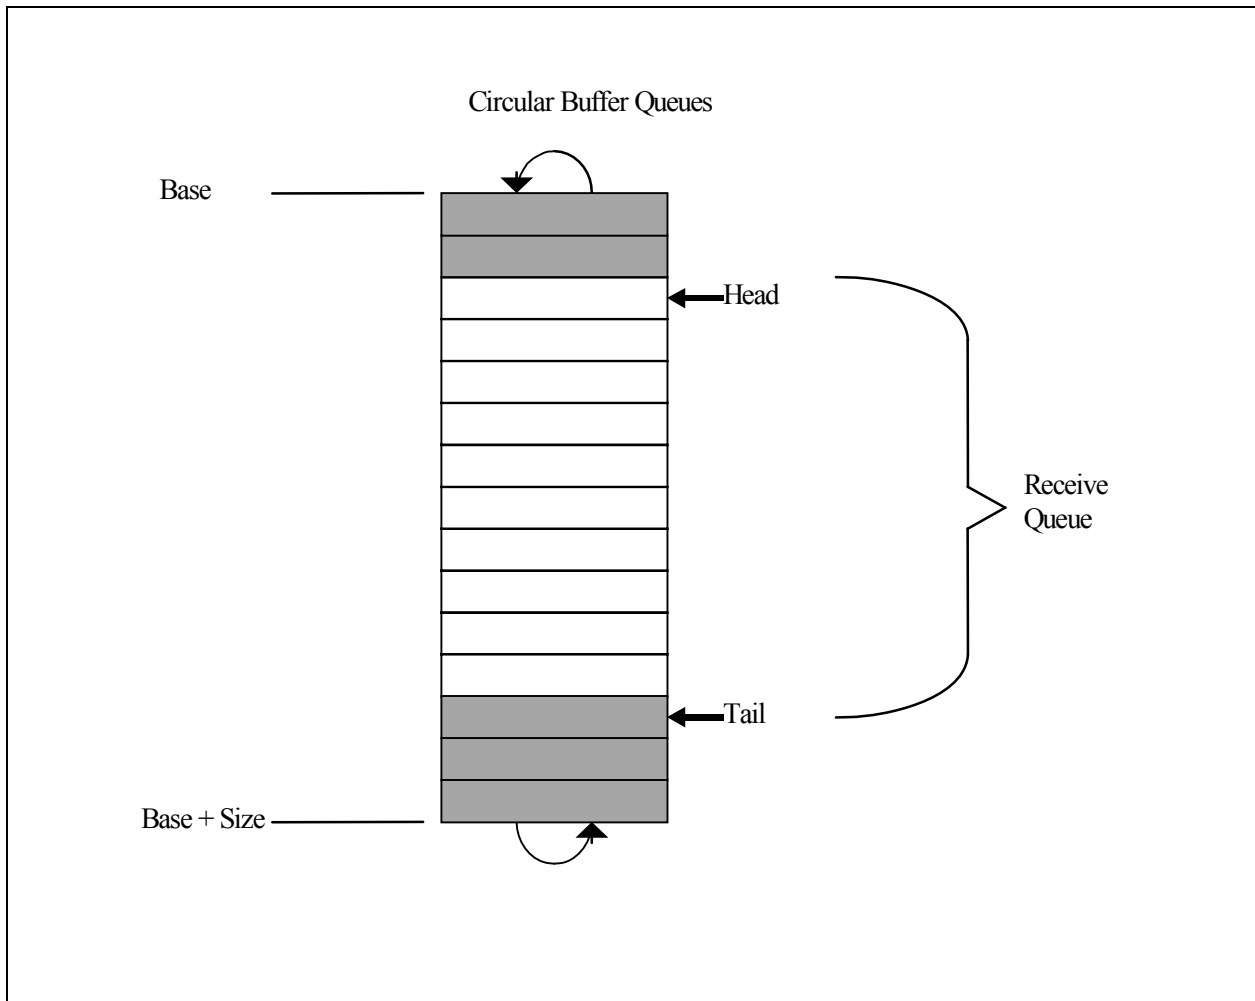 Circular Buffer Queues
Base
Head
Receive
Queue
Tail
Base + Size